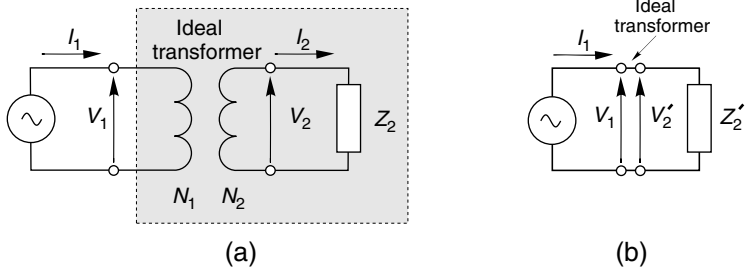 Ideal
transformer
I1
I2
V1
V2
Z2
N1
N2
(a)
Ideal
transformer
I1
V1
V2′
Z2′
(b)